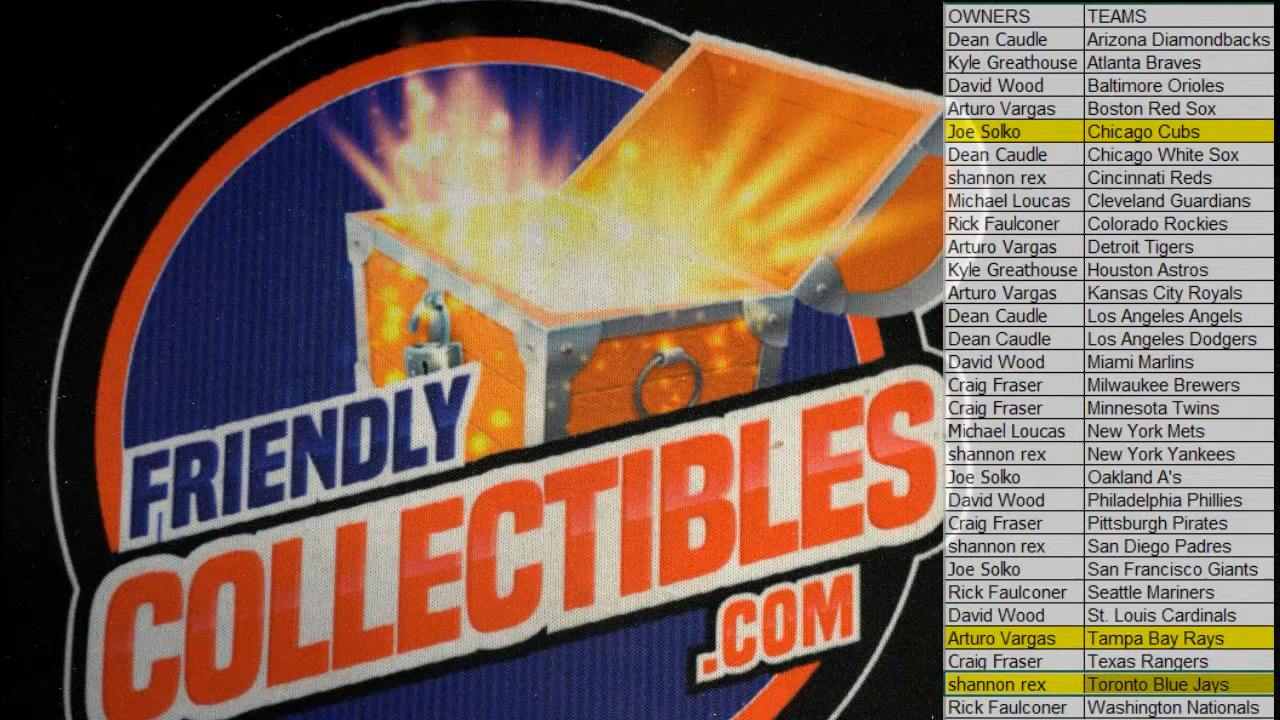 FRIENDLY
COLLECTIBLES
.COM
OWNERS TEAMS
Dean Caudle Arizona Diamondbacks
Kyle Greathouse Atlanta Braves
David Wood Baltimore Orioles
Arturo Vargas Boston Red Sox
Joe Solko Chicago Cubs
Dean Caudle Chicago White Sox
shannon rex Cincinnati Reds
Michael Loucas Cleveland Guardians
Rick Faulconer Colorado Rockies
Arturo Vargas Detroit Tigers
Kyle Greathouse Houston Astros
Arturo Vargas Kansas City Royals
Dean Caudle Los Angeles Angels
Dean Caudle Los Angeles Dodgers
David Wood Miami Marlins
Craig Fraser Milwaukee Brewers
Craig Fraser Minnesota Twins
Michael Loucas New York Mets
shannon rex New York Yankees
Joe Solko Oakland A's
David Wood Philadelphia Phillies
Craig Fraser Pittsburgh Pirates
shannon rex San Diego Padres
Joe Solko San Francisco Giants
Rick Faulconer Seattle Mariners
David Wood St. Louis Cardinals
Arturo Vargas Tampa Bay Rays
Craig Fraser Texas Rangers
shannon rex Toronto Blue Jays
Rick Faulconer Washington Nationals